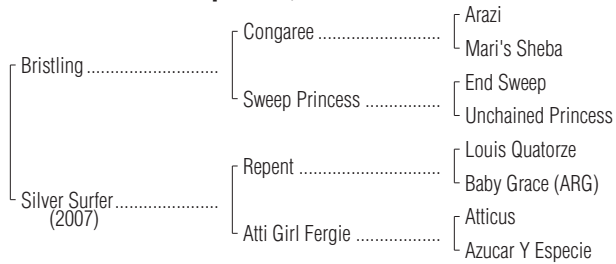 Arazi
Congaree
Mari's Sheba
Bristling
End Sweep
Sweep Princess
Unchained Princess
Louis Quatorze
Repent
Baby Grace (ARG)
Silver Surfer
(2007)
Atticus
Atti Girl Fergie
Azucar Y Especie